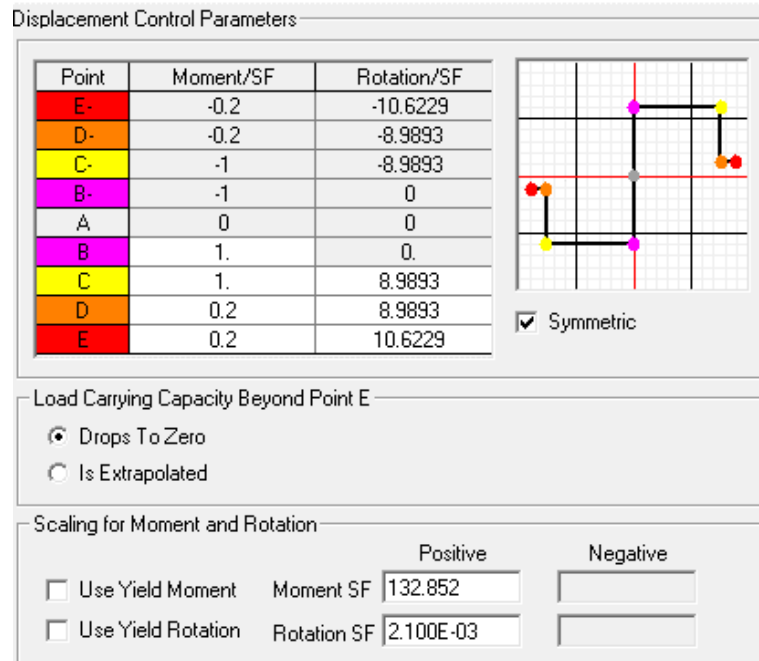 Displacement Control Parameters
Point Moment/SF Rotation/SF
E- -0.2 -10.6229
D- -0.2 -8.9893
C- -1 -8.9893
B- -1 0
A 0 0
B 1. 0.
C 1. 8.9893
D 0.2 8.9893
E 0.2 10.6229
Symmetric
Load Carrying Capacity Beyond Point E
Drops To Zero
Is Extrapolated
Scaling for Moment and Rotation
Positive Negative
Use Yield Moment Moment SF 132.852
Use Yield Rotation Rotation SF 2.100E-03